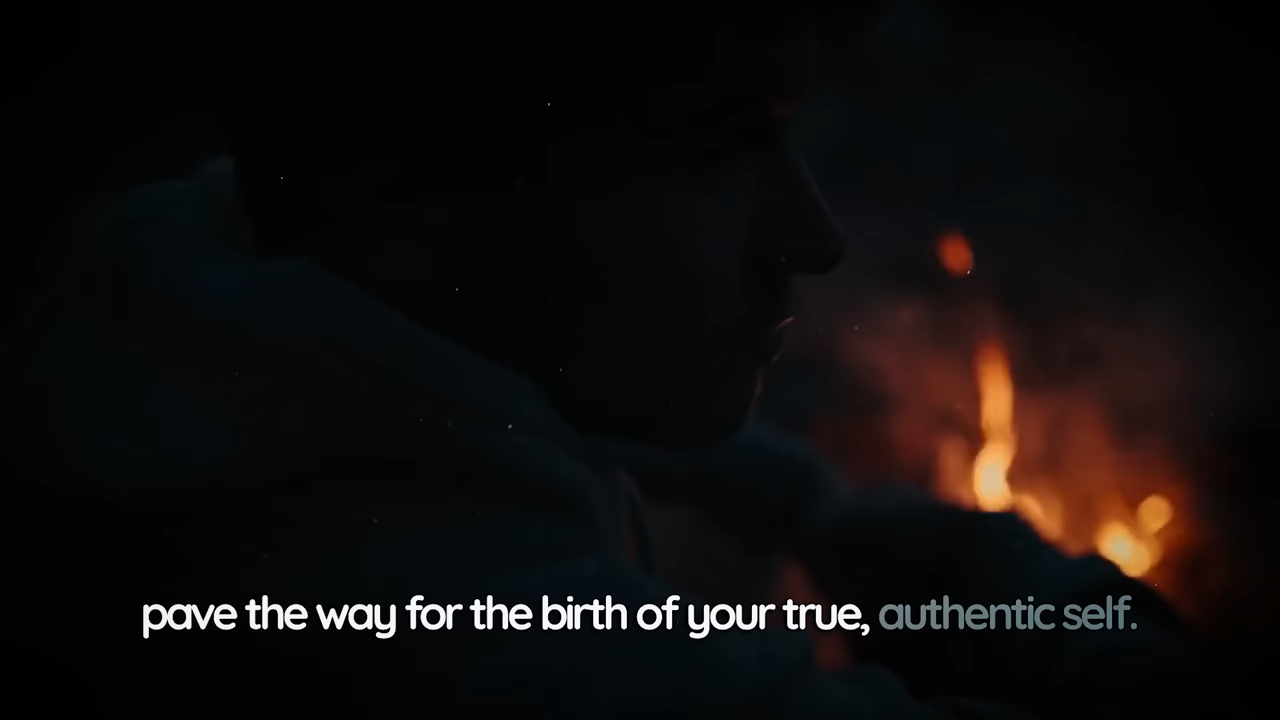 pave the way for the birth of your true, authentic self.